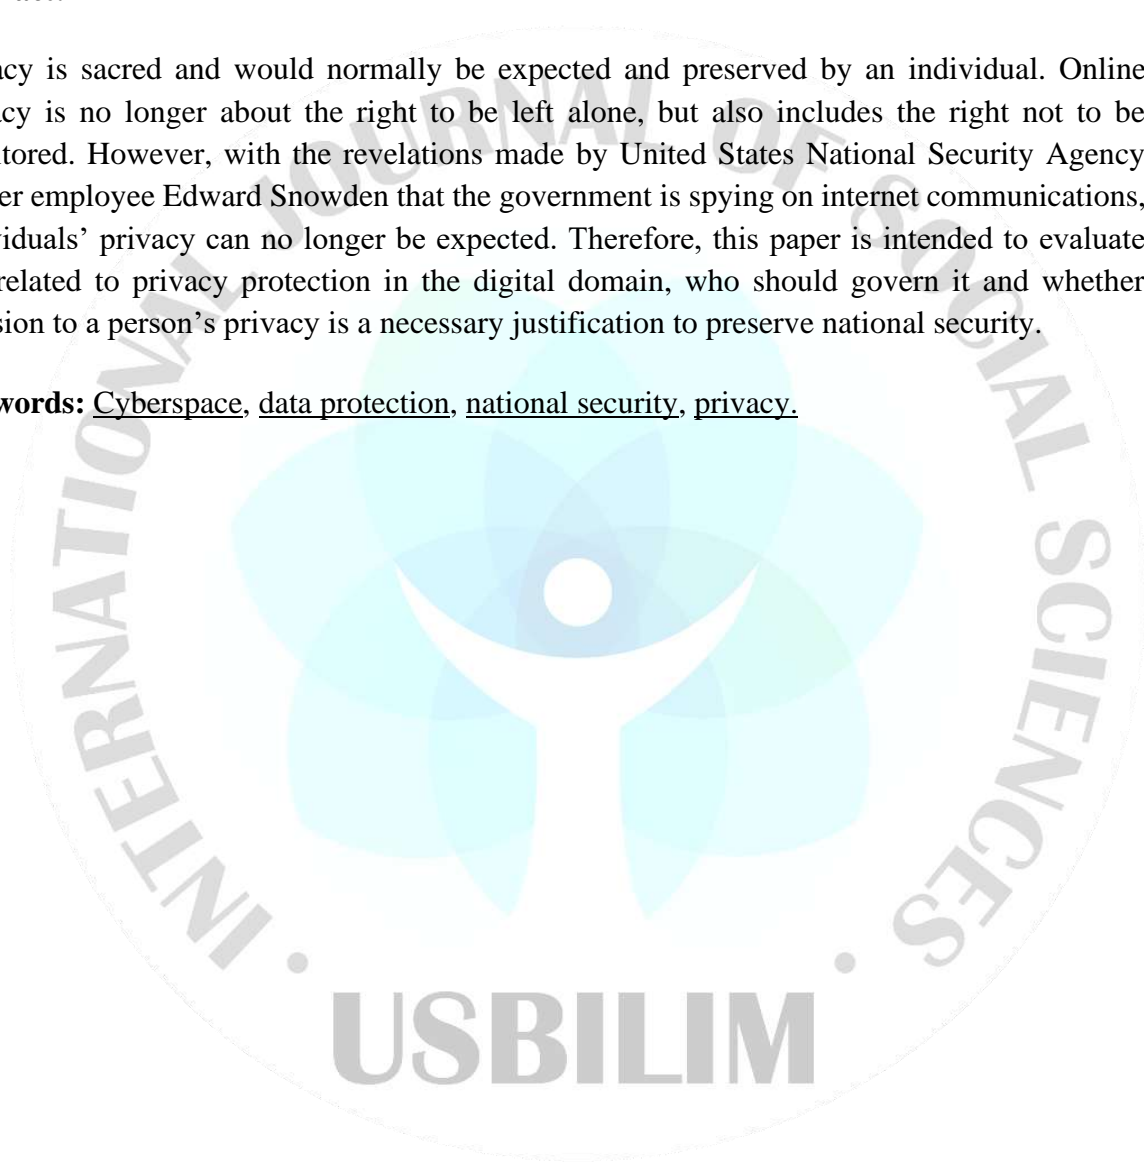 acy is sacred and would normally be expected and preserved by an individual. Online
acy is no longer about the right to be left alone, but also includes the right not to be
itored. However, with the revelations made by United States National Security Agency
er employee Edward Snowden that the government is spying on internet communications,
viduals’ privacy can no longer be expected. Therefore, this paper is intended to evaluate
related to privacy protection in the digital domain, who should govern it and whether
sion to a person’s privacy is a necessary justification to preserve national security.
words: Cyberspace, data protection, national security, privacy.
INTERNATIONAL JOURNAL OF SOCIAL SCIENCES
USBILIM